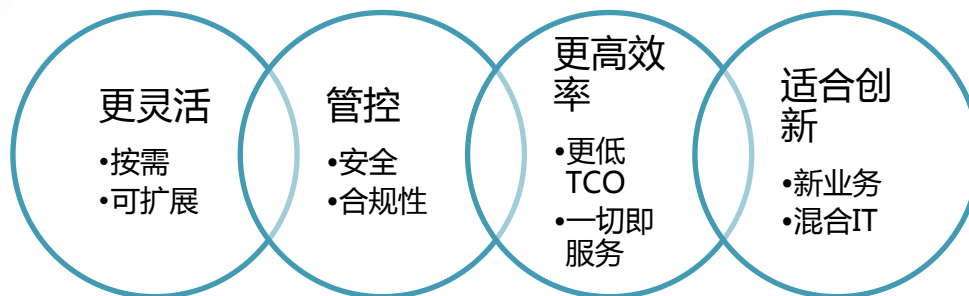 更灵活
•按需
•可扩展
管控
•安全
•合规性
更高效
率
•更低
TCO
•一切即
服务
适合创
新
•新业务
•混合IT